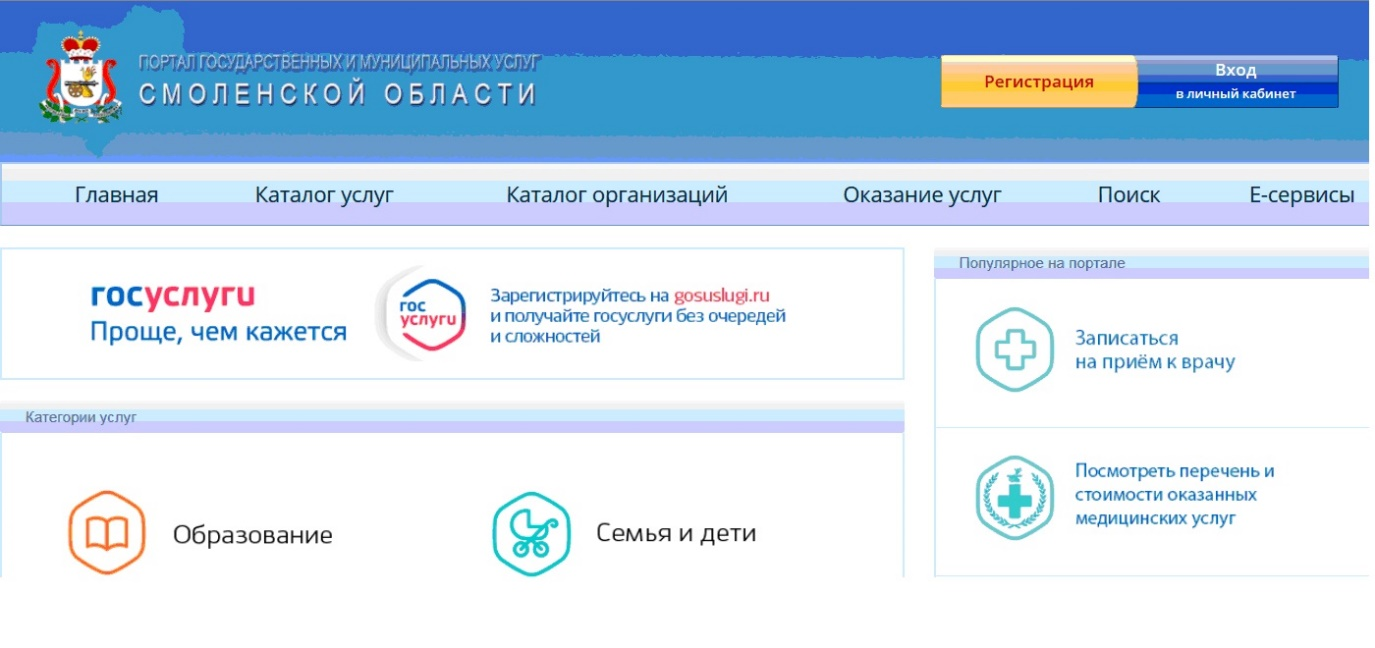 ПОРТАЛ ГОСУДАРСТВЕННЫХ И МУНИЦИПАЛЬНЫХ УСЛУГ
СМОЛЕНСКОЙ ОБЛАСТИ
Регистрация
Вход
в личный кабинет
Главная Каталог услуг Каталог организаций Оказание услуг Поиск Е-сервисы
госуслуги
Проще, чем кажется
гос
услуги
Зарегистрируйтесь на gosuslugi.ru
и получайте госуслуги без очередей
и сложностей
Популярное на портале
Записаться
на приём к врачу
Посмотреть перечень и
стоимости оказанных
медицинских услуг
Категории услуг
Образование
Семья и дети